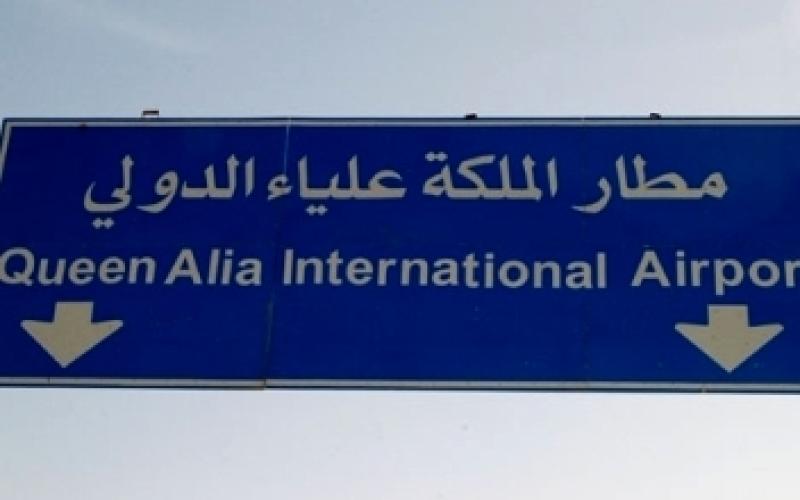 مطار الملكة علياء الدولي
Queen Alia International Airpor